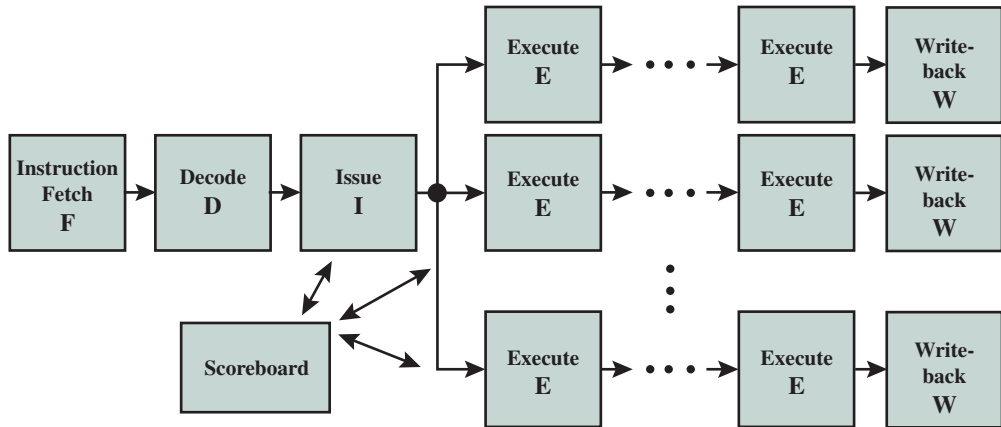 Execute
E
Execute
E
Write-
back
W
Instruction
Fetch
F
Decode
D
Issue
I
Execute
E
Execute
E
Write-
back
W
Scoreboard
Execute
E
Execute
E
Write-
back
W